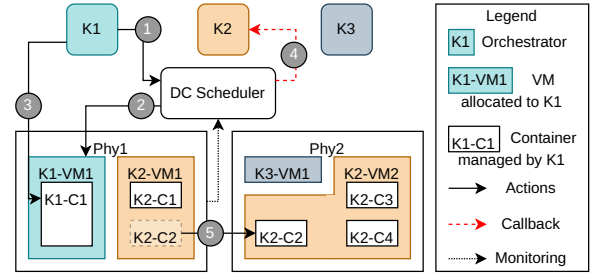 K1
1
K2
4
K3
3
2
DC Scheduler
Phy1
K1-VM1
K1-C1
K2-VM1
K2-C1
K2-C2
5
Phy2
K3-VM1
K2-VM2
K2-C3
K2-C2
K2-C4
Legend
K1 Orchestrator
K1-VM1 VM
allocated to K1
K1-C1 Container
managed by K1
Actions
Callback
Monitoring